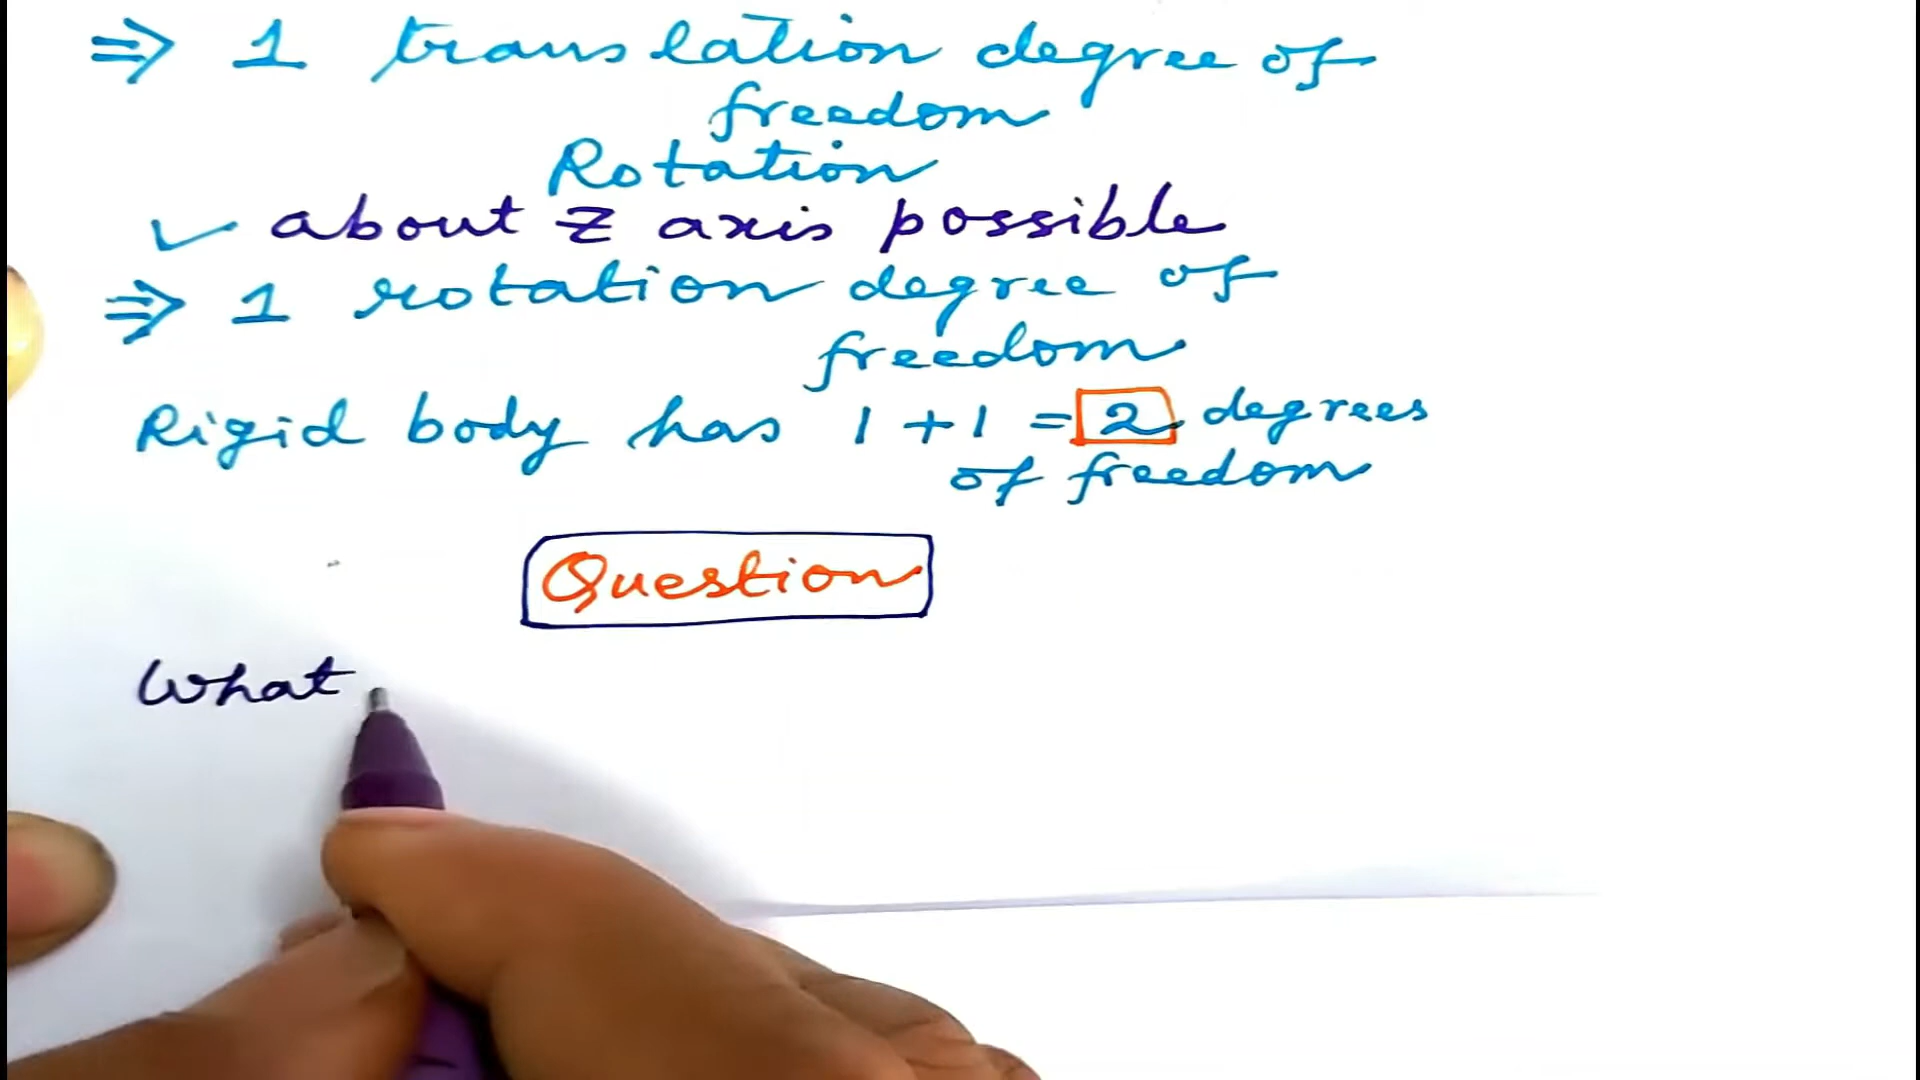 ⇒ 1 translation degree of
freedom
Rotation
✓ about z axis possible
⇒ 1 rotation degree of
freedom
Rigid body has 1 + 1 = 2 degrees
of freedom
Question
What